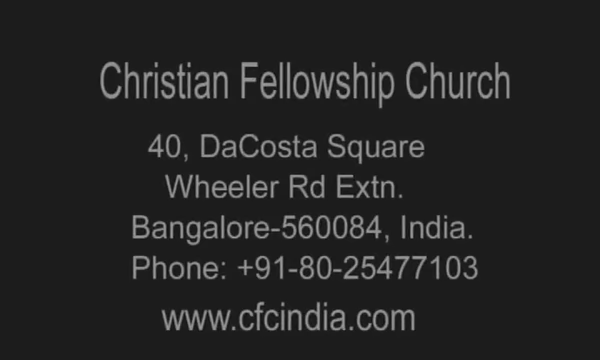 Christian Fellowship Church
40, DaCosta Square
Wheeler Rd Extn.
Bangalore-560084, India.
Phone: +91-80-25477103
www.cfcindia.com